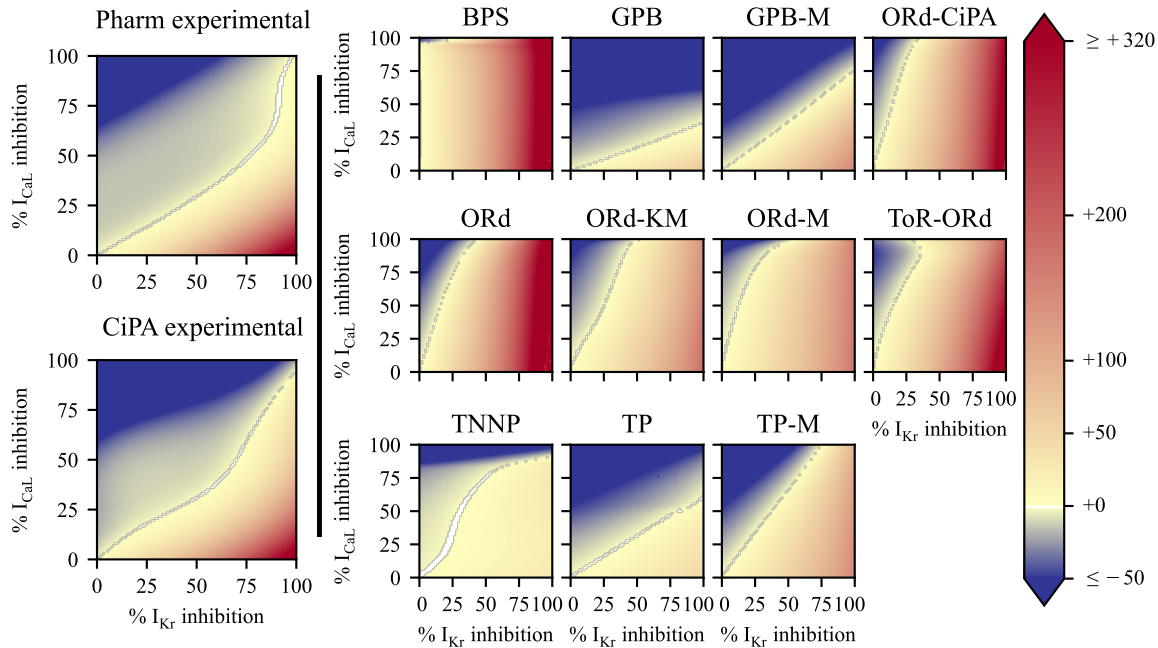 Pharm experimental
100
75
50
25
0
% I_CaL inhibition
0 25 50 75 100
CiPA experimental
100
75
50
25
0
% I_CaL inhibition
0 25 50 75 100
% I_Kr inhibition
BPS GPB GPB-M ORd-CiPA
100
75
50
25
0
% I_CaL inhibition
ORd ORd-KM ORd-M ToR-ORd
100
75
50
25
0
% I_CaL inhibition
0 25 50 75 100
% I_Kr inhibition
TNNP TP TP-M
100
75
50
25
0
% I_CaL inhibition
0 25 50 75 100 0 25 50 75 100 0 25 50 75 100
% I_Kr inhibition % I_Kr inhibition % I_Kr inhibition
≥ +320
+200
+100
+50
+0
≤ −50